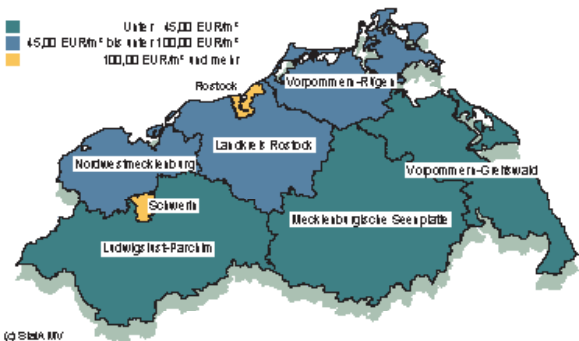 Unter 45,00 EUR/m²
45,00 EUR/m² bis unter 100,00 EUR/m²
100,00 EUR/m² und mehr
Rostock
Vorpommern-Rügen
Landkreis Rostock
Nordwestmecklenburg
Vorpommern-Greifswald
Schwerin
Mecklenburgische Seenplatte
Ludwigslust-Parchim
(c) StatA MV